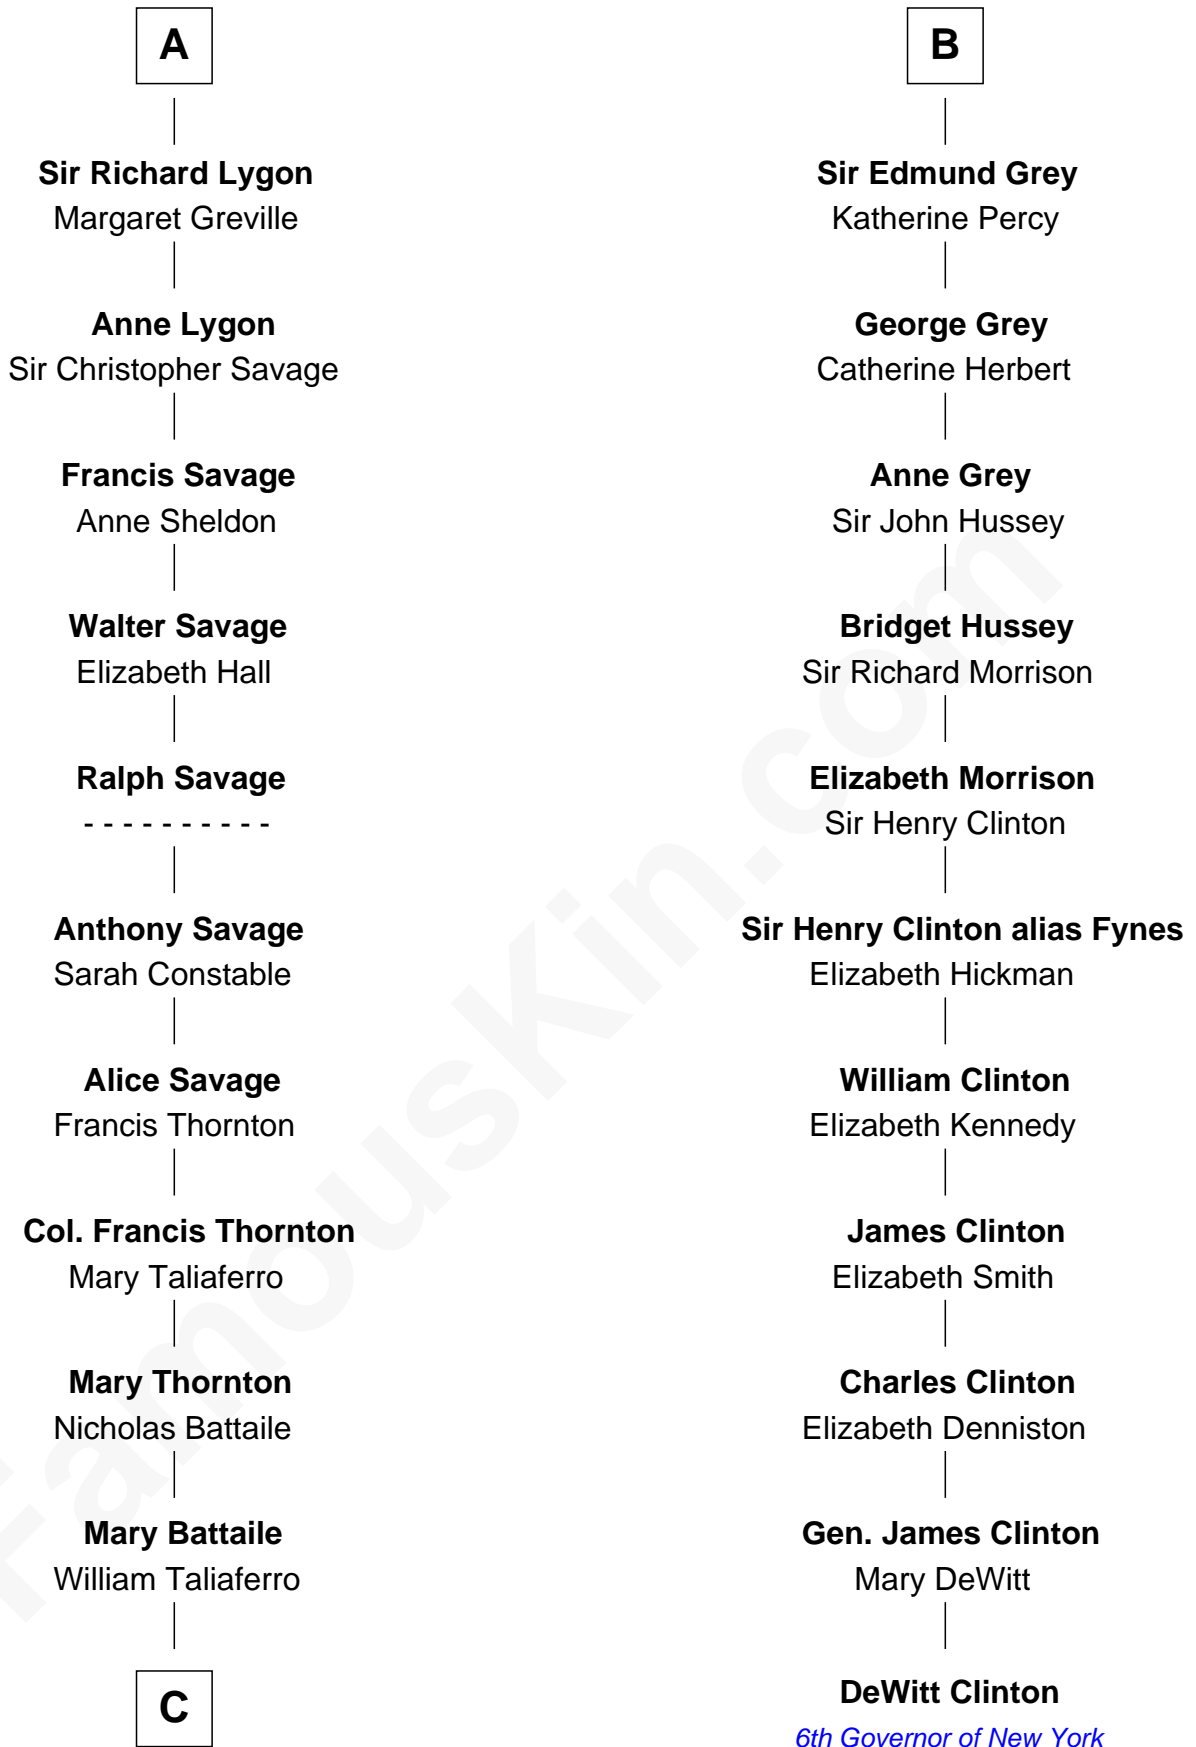 A
Sir Richard Lygon
Margaret Greville
Anne Lygon
Sir Christopher Savage
Francis Savage
Anne Sheldon
Walter Savage
Elizabeth Hall
Ralph Savage
- - - - - - - - - -
Anthony Savage
Sarah Constable
Alice Savage
Francis Thornton
Col. Francis Thornton
Mary Taliaferro
Mary Thornton
Nicholas Battaile
Mary Battaile
William Taliaferro
C
B
Sir Edmund Grey
Katherine Percy
George Grey
Catherine Herbert
Anne Grey
Sir John Hussey
Bridget Hussey
Sir Richard Morrison
Elizabeth Morrison
Sir Henry Clinton
Sir Henry Clinton alias Fynes
Elizabeth Hickman
William Clinton
Elizabeth Kennedy
James Clinton
Elizabeth Smith
Charles Clinton
Elizabeth Denniston
Gen. James Clinton
Mary DeWitt
DeWitt Clinton
6th Governor of New York
FamousKin.com